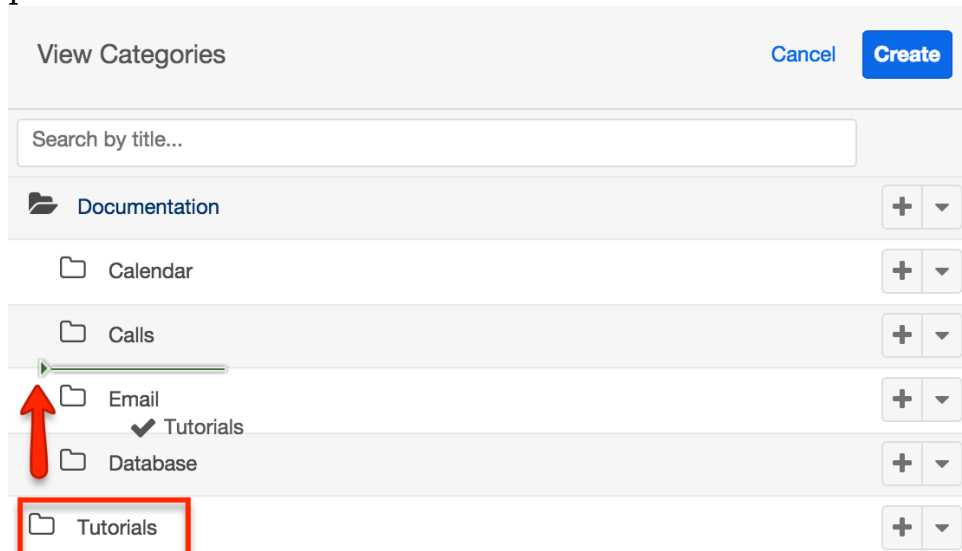 View Categories
Cancel
Create
Search by title...
Documentation
Calendar
Calls
Email
Tutorials
Database
Tutorials